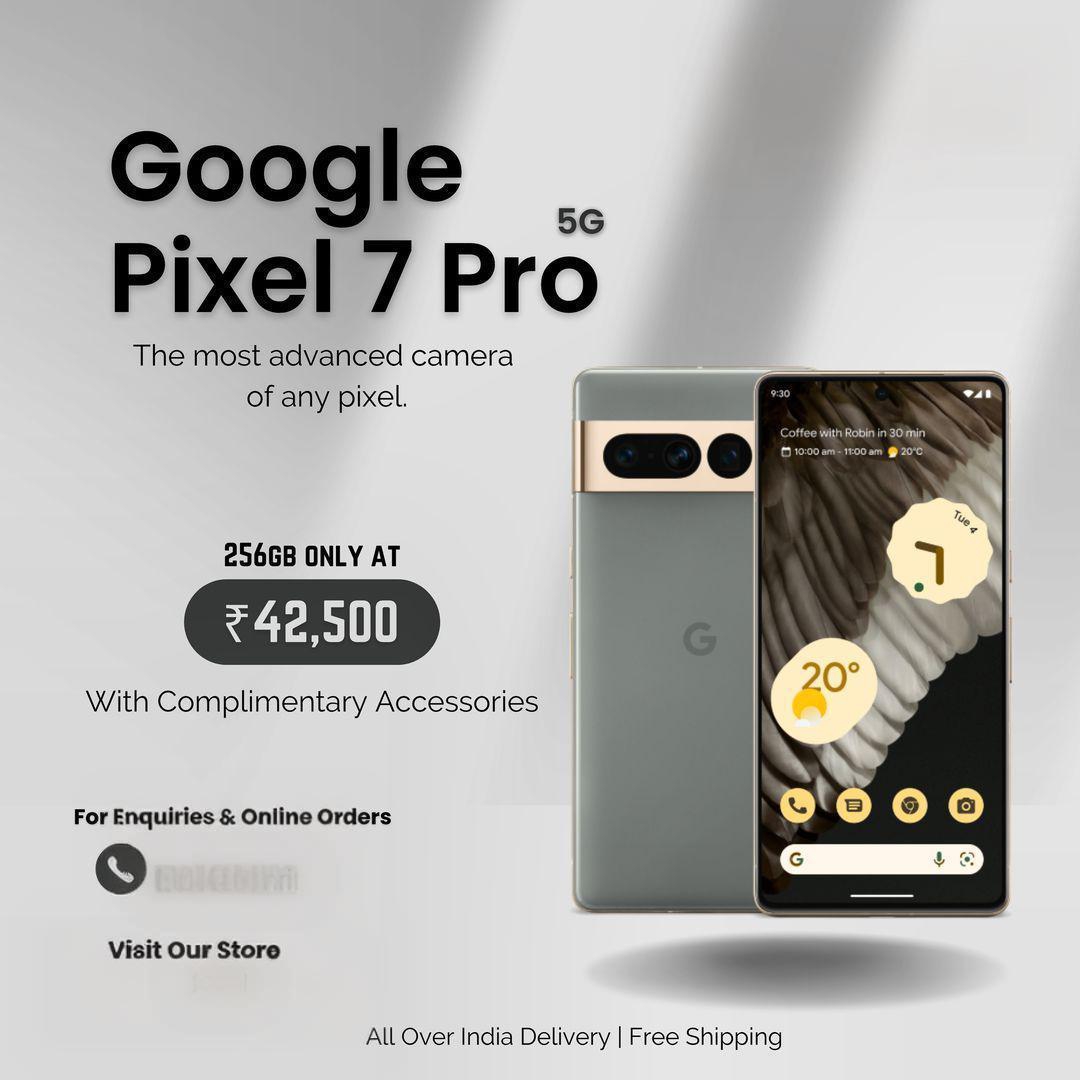 Google
Pixel 7 Pro 5G
The most advanced camera
of any pixel.
256GB ONLY AT
₹42,500
With Complimentary Accessories
For Enquiries & Online Orders
Visit Our Store
All Over India Delivery | Free Shipping
9:30
Coffee with Robin in 30 min
10:00 am - 11:00 am 20°C
Tue 4
20°
G
G